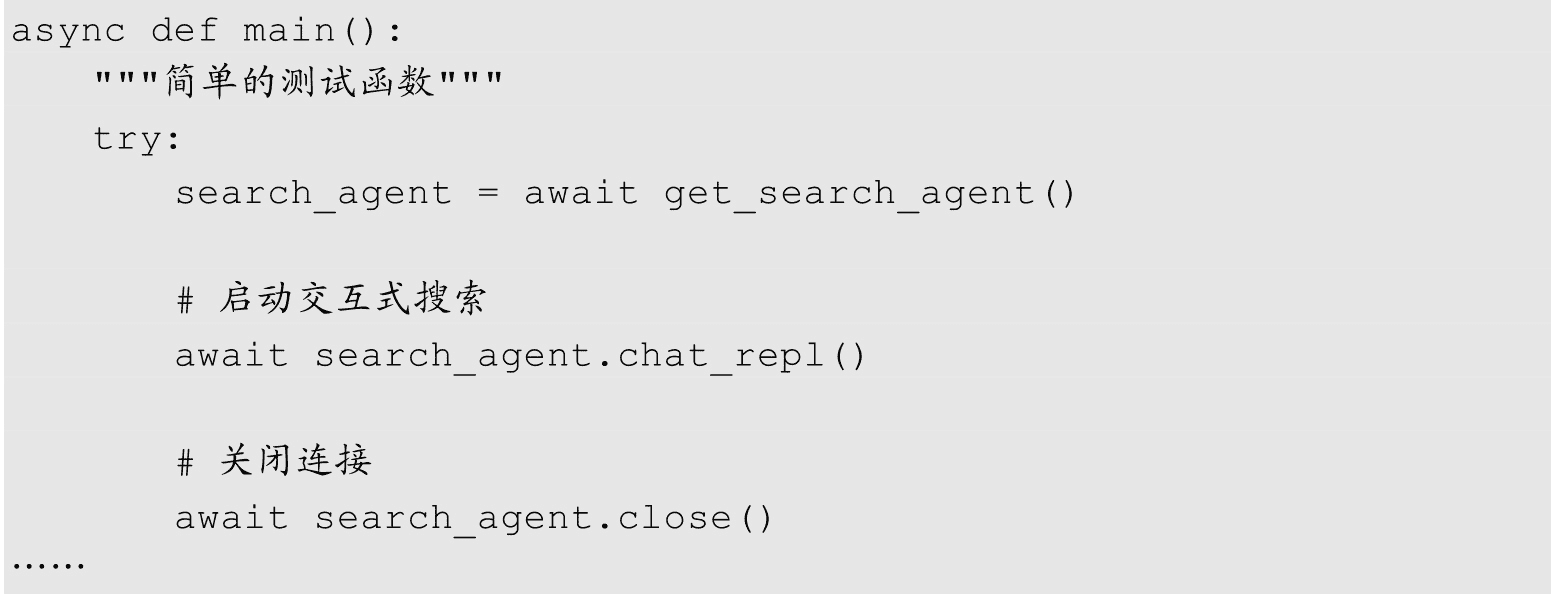 async def main():
    """简单的测试函数"""
    try:
        search_agent = await get_search_agent()

        # 启动交互式搜索
        await search_agent.chat_repl()

        # 关闭连接
        await search_agent.close()
……